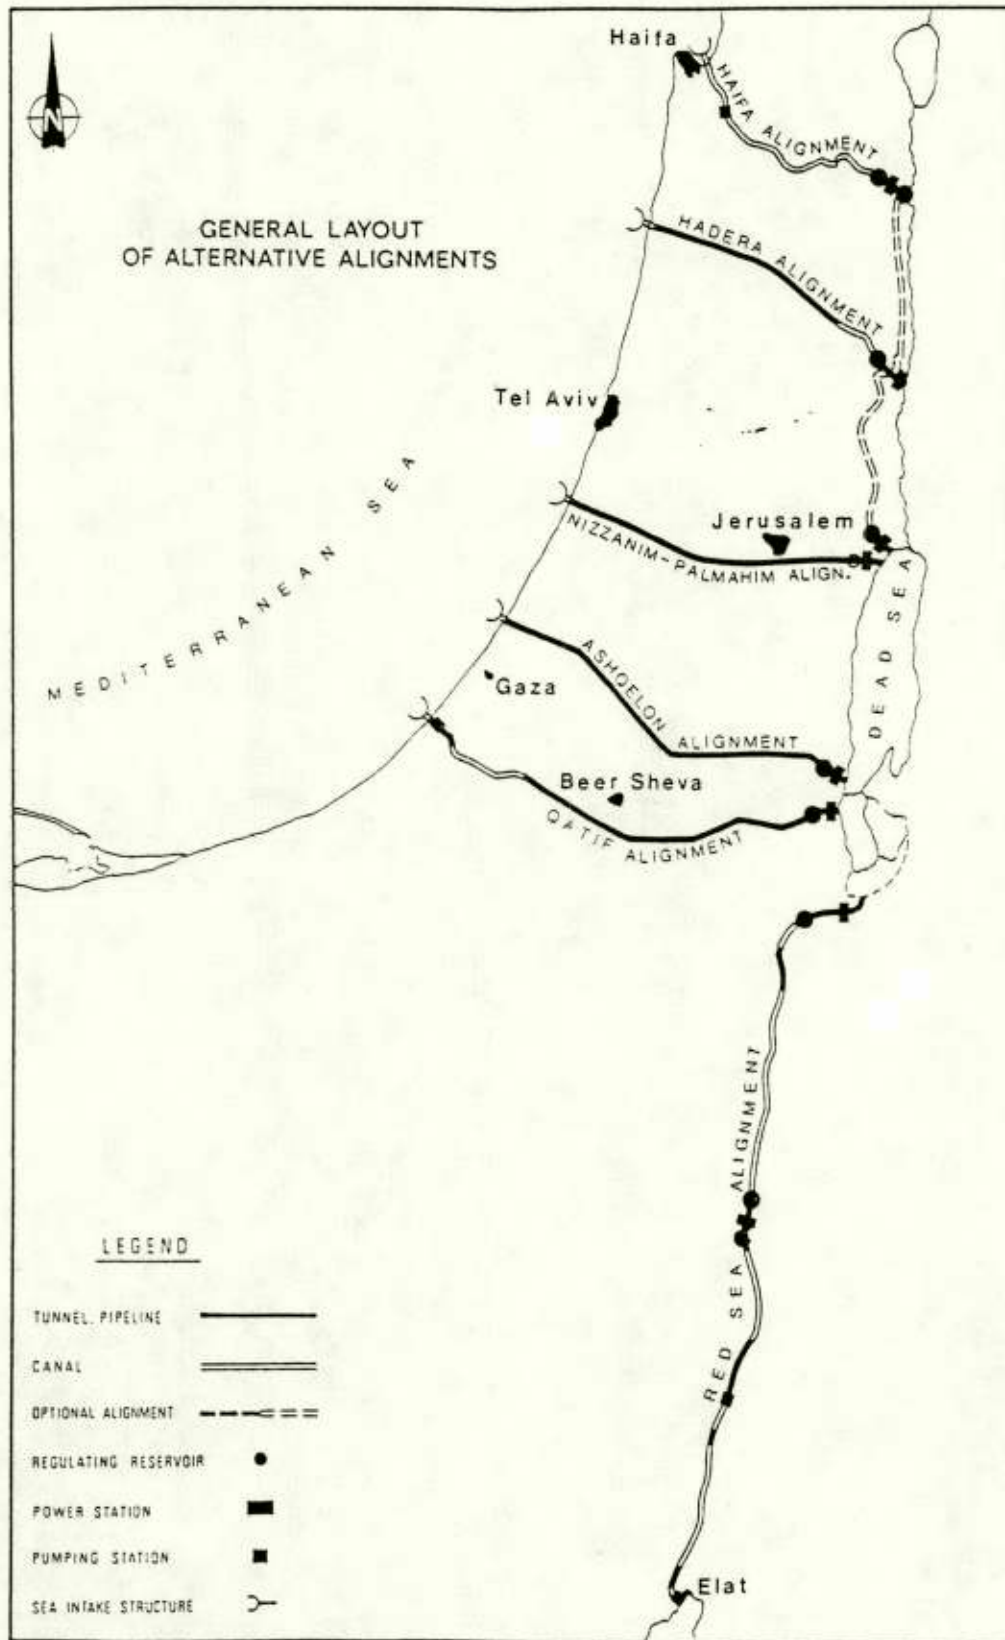 Haifa
HAIFA ALIGNMENT
N
GENERAL LAYOUT
OF ALTERNATIVE ALIGNMENTS
HADERA ALIGNMENT
Tel Aviv
MEDITERRANEAN SEA
Jerusalem
NIZZANIM-PALMAHIM ALIGN.
DEAD SEA
ASHQELON ALIGNMENT
Gaza
Beer Sheva
QATIF ALIGNMENT
RED SEA ALIGNMENT
LEGEND
TUNNEL, PIPELINE
CANAL
OPTIONAL ALIGNMENT
REGULATING RESERVOIR
POWER STATION
PUMPING STATION
SEA INTAKE STRUCTURE
Elat